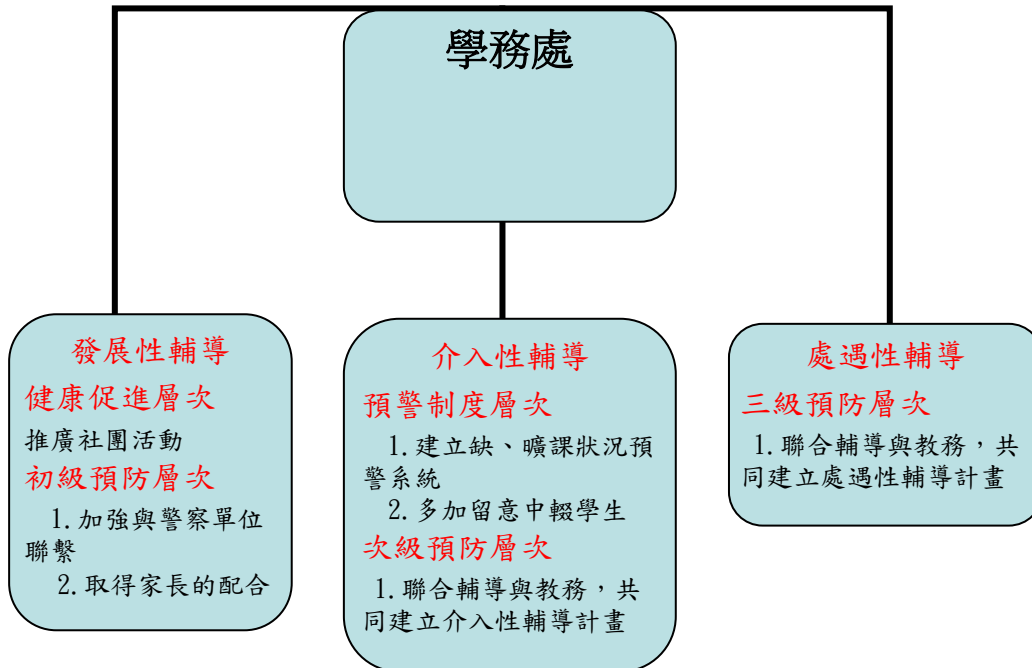 學務處
發展性輔導
健康促進層次
推廣社團活動
初級預防層次
1.加強與警察單位
聯繫
2.取得家長的配合
介入性輔導
預警制度層次
1.建立缺、曠課狀況預
警系統
2.多加留意中輟學生
次級預防層次
1.聯合輔導與教務，共
同建立介入性輔導計畫
處遇性輔導
三級預防層次
1.聯合輔導與教務，共
同建立處遇性輔導計畫